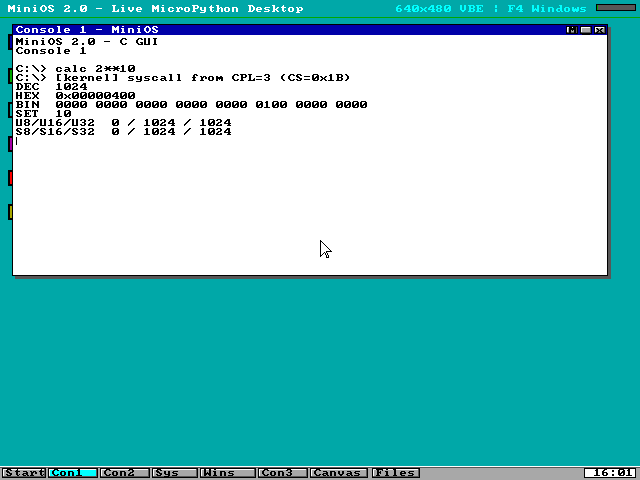 MiniOS 2.0 - Live MicroPython Desktop
640x480 VBE | F4 Windows
Console 1 - MiniOS
M
MiniOS 2.0 - C GUI
Console 1
C:\> calc 2**10
C:\> [kernel] syscall from CPL=3 (CS=0x1B)
DEC  1024
HEX  0x00000400
BIN  0000 0000 0000 0000 0000 0100 0000 0000
SET  10
U8/U16/U32  0 / 1024 / 1024
S8/S16/S32  0 / 1024 / 1024
Start Con1 Con2 Sys Wins Con3 Canvas Files 16:01